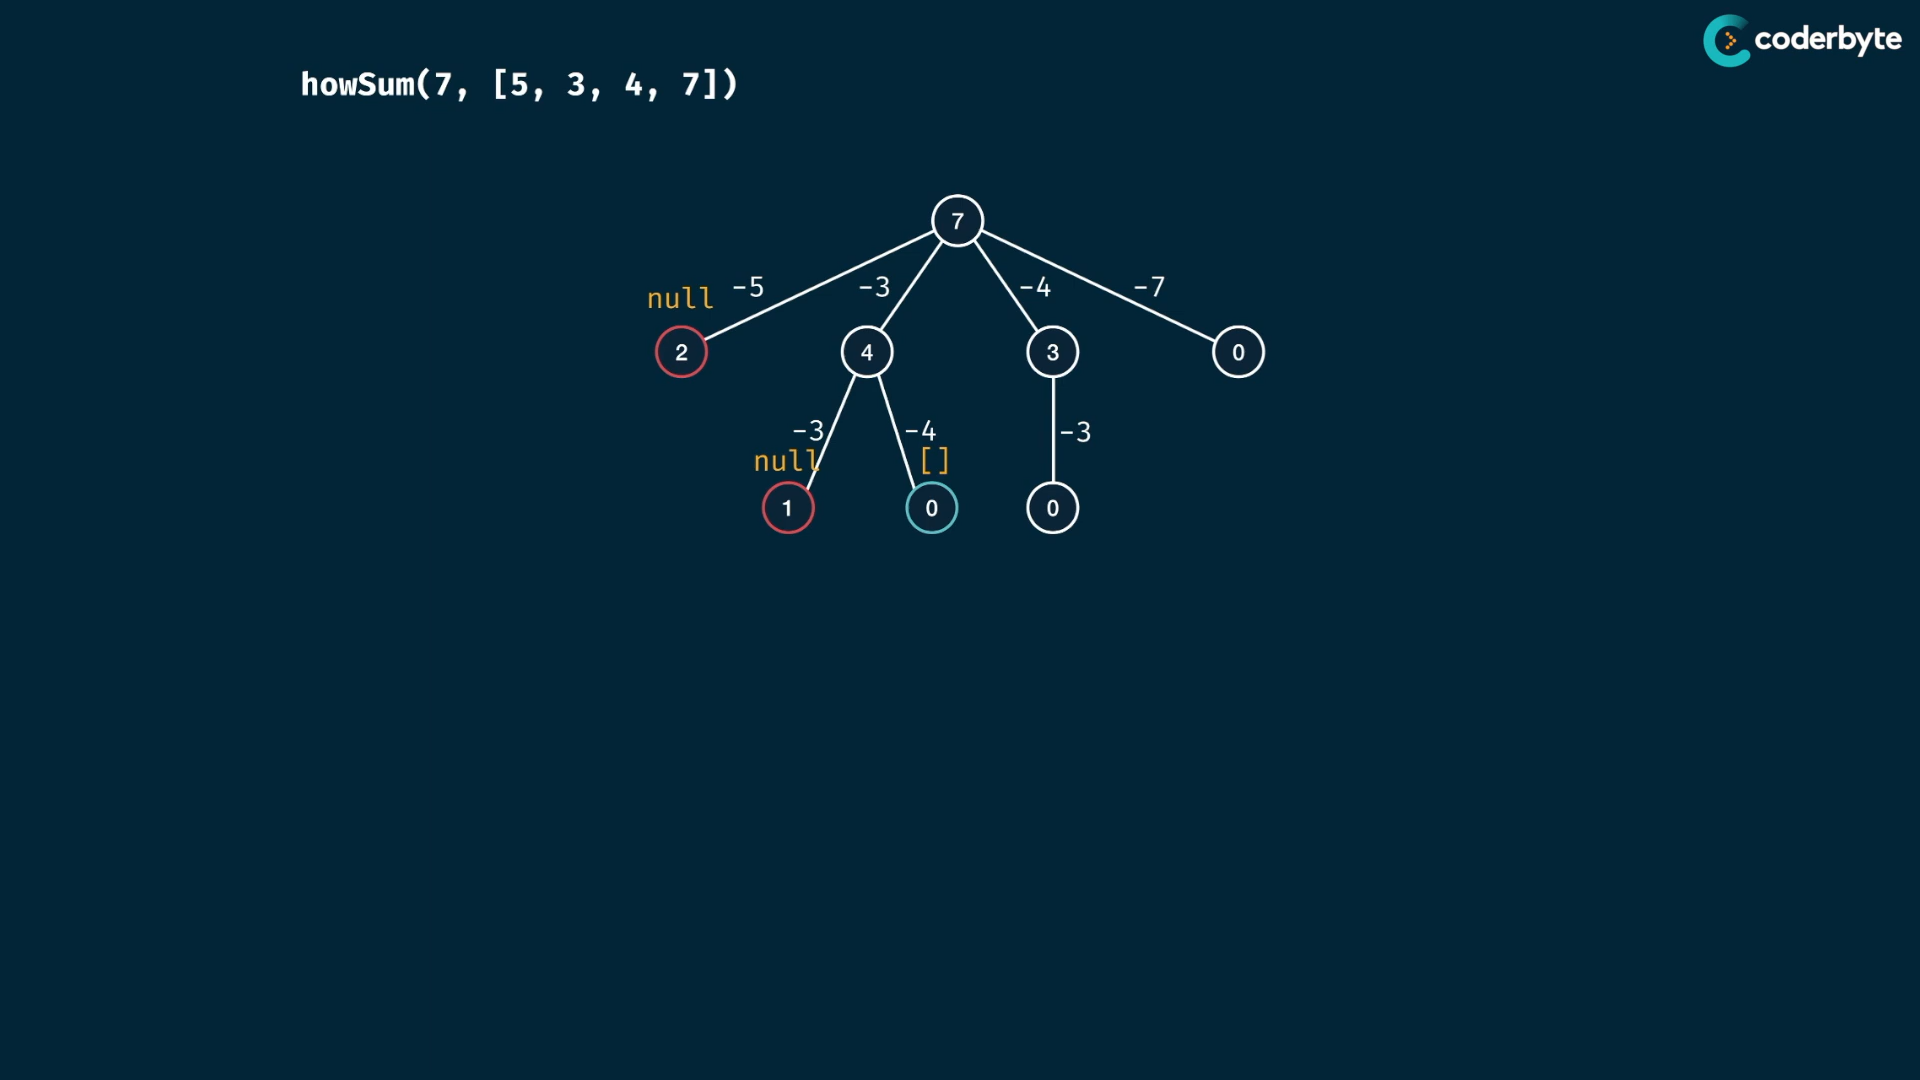 coderbyte
howSum(7, [5, 3, 4, 7])
7
-5 -3 -4 -7
null
2 4 3 0
-3 -4 -3
null []
1 0 0